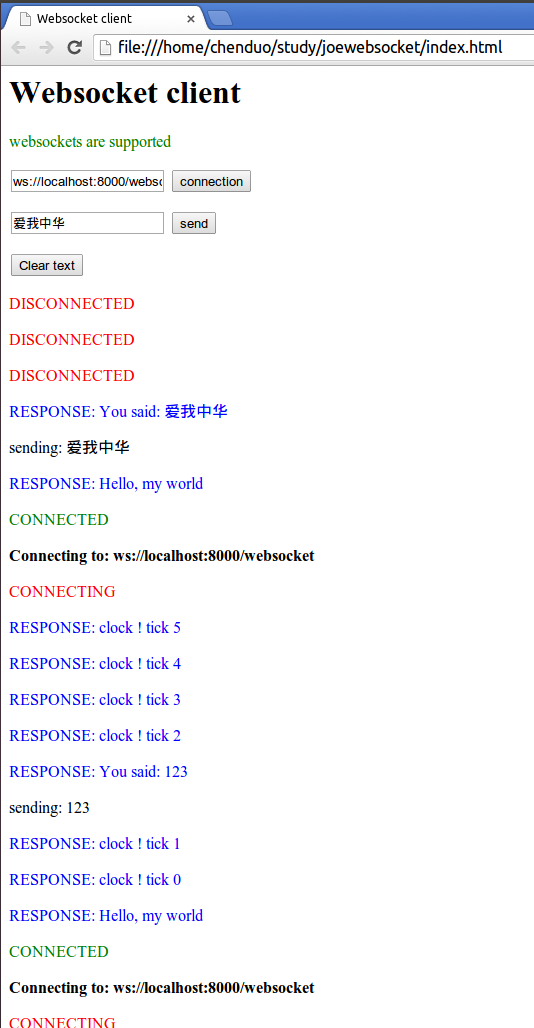 Websocket client
file:///home/chenduo/study/joewebsocket/index.html
Websocket client
websockets are supported
ws://localhost:8000/websc connection
爱我中华 send
Clear text
DISCONNECTED
DISCONNECTED
DISCONNECTED
RESPONSE: You said: 爱我中华
sending: 爱我中华
RESPONSE: Hello, my world
CONNECTED
Connecting to: ws://localhost:8000/websocket
CONNECTING
RESPONSE: clock ! tick 5
RESPONSE: clock ! tick 4
RESPONSE: clock ! tick 3
RESPONSE: clock ! tick 2
RESPONSE: You said: 123
sending: 123
RESPONSE: clock ! tick 1
RESPONSE: clock ! tick 0
RESPONSE: Hello, my world
CONNECTED
Connecting to: ws://localhost:8000/websocket
CONNECTING